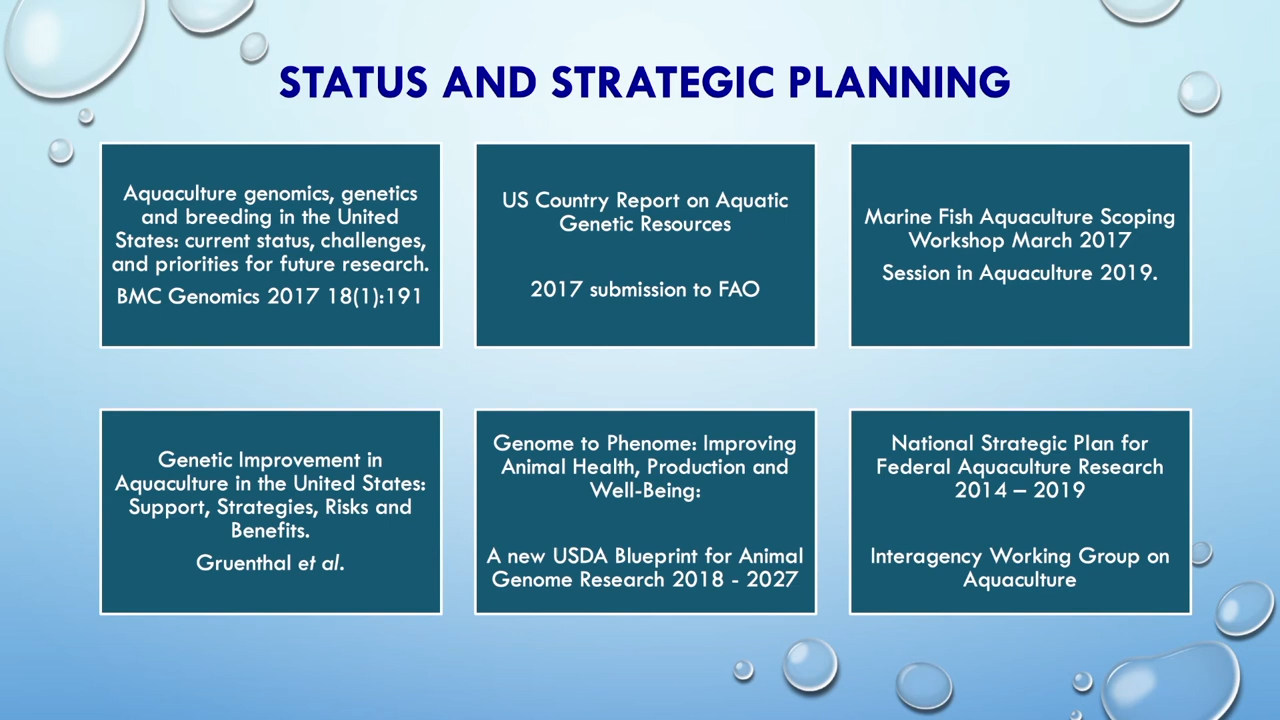 STATUS AND STRATEGIC PLANNING
Aquaculture genomics, genetics
and breeding in the United
States: current status, challenges,
and priorities for future research.
BMC Genomics 2017 18(1):191
US Country Report on Aquatic
Genetic Resources
2017 submission to FAO
Marine Fish Aquaculture Scoping
Workshop March 2017
Session in Aquaculture 2019.
Genetic Improvement in
Aquaculture in the United States:
Support, Strategies, Risks and
Benefits.
Gruenthal et al.
Genome to Phenome: Improving
Animal Health, Production and
Well-Being:
A new USDA Blueprint for Animal
Genome Research 2018 - 2027
National Strategic Plan for
Federal Aquaculture Research
2014 – 2019
Interagency Working Group on
Aquaculture